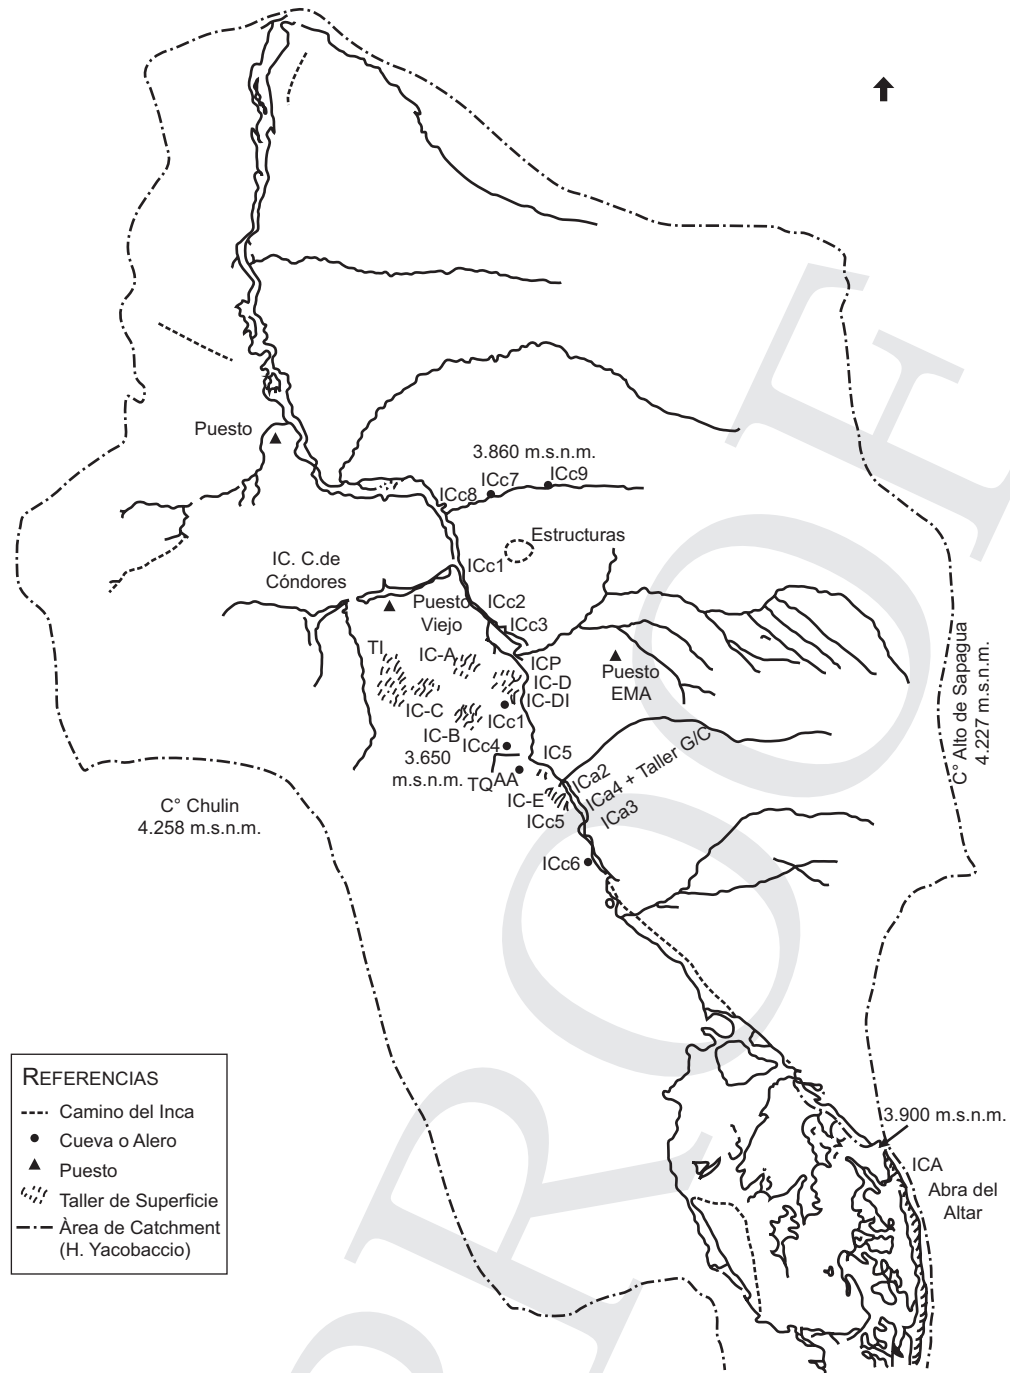 Puesto
3.860 m.s.n.m.
ICc9
ICc7
ICc8
Estructuras
IC. C.de
Cóndores
ICc1
Puesto
Viejo
ICc2
ICc3
TI
IC-A
ICP
IC-D
IC-DI
Puesto
EMA
IC-C
ICc1
IC-B
ICc4
3.650
m.s.n.m.
IC5
TQ
AA
IC-E
ICc5
ICa2
ICa4 + Taller G/C
ICa3
C° Alto de Sapagua
4.227 m.s.n.m.
C° Chulin
4.258 m.s.n.m.
ICc6
REFERENCIAS
Camino del Inca
Cueva o Alero
Puesto
Taller de Superficie
Àrea de Catchment
(H. Yacobaccio)
3.900 m.s.n.m.
ICA
Abra del
Altar
PROOF